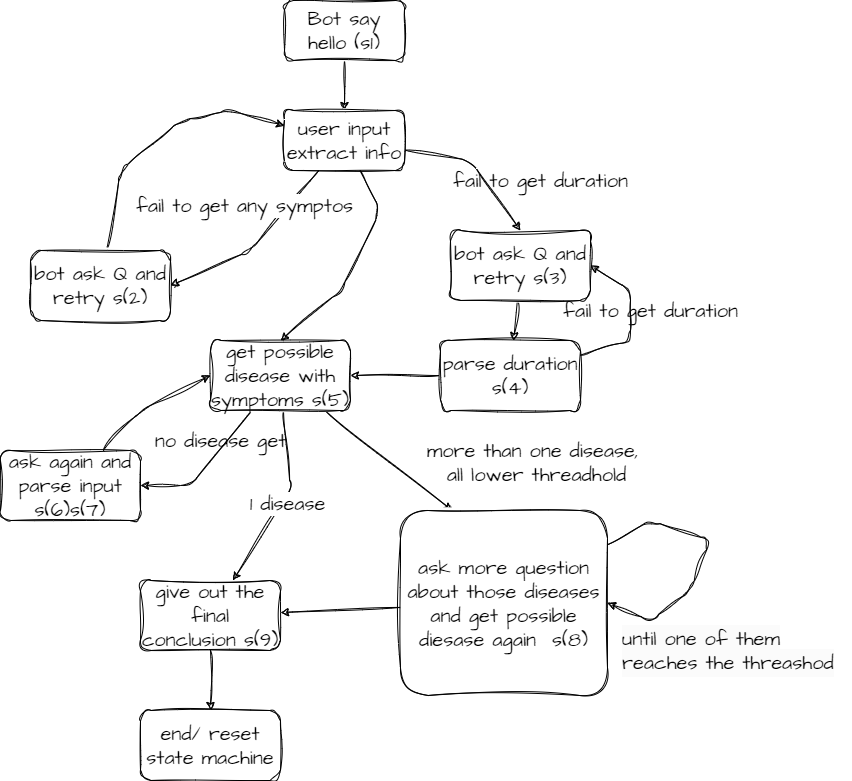 Bot say
hello (s1)
user input
extract info
fail to get duration
fail to get any symptos
bot ask Q and
retry s(3)
bot ask Q and
retry s(2)
fail to get duration
get possible
disease with
symptoms s(5)
parse duration
s(4)
no disease get
more than one disease,
all lower threadhold
ask again and
parse input
s(6)s(7)
1 disease
ask more question
about those diseases
and get possible
diesase again s(8)
give out the
final
conclusion s(9)
until one of them
reaches the threashod
end/ reset
state machine